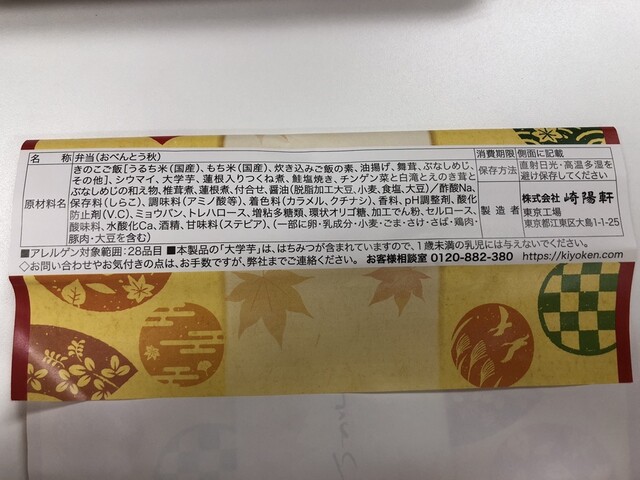 名 称 弁当(おべんとう秋)
原材料名 きのこご飯[うるち米(国産)、もち米(国産)、炊き込みご飯の素、油揚げ、舞茸、ぶなしめじ、
その他]、シウマイ、大学芋、蓮根入りつくね煮、鮭塩焼き、チンゲン菜と白滝とえのき茸と
ぶなしめじの和え物、椎茸煮、蓮根煮、付合せ、醤油(脱脂加工大豆、小麦、食塩、大豆)/酢酸Na、
保存料(しらこ)、調味料(アミノ酸等)、着色料(カラメル、クチナシ)、香料、pH調整剤、酸化
防止剤(V.C)、ミョウバン、トレハロース、増粘多糖類、環状オリゴ糖、加工でん粉、セルロース、
酸味料、水酸化Ca、酒精、甘味料(ステビア)、(一部に卵・乳成分・小麦・ごま・さけ・さば・鶏肉・
豚肉・大豆を含む)
消費期限 側面に記載
保存方法 直射日光・高温多湿を
避け保存してください
製造者 株式会社 崎陽軒
東京工場
東京都江東区大島1-1-25
■アレルゲン対象範囲:28品目 ■本製品の「大学芋」は、はちみつが含まれていますので、1歳未満の乳児には与えないでください。
◇お問い合わせやお気付きの点は、お手数ですが、弊社までご連絡ください。 お客様相談室 0120-882-380 https://kiyoken.com/